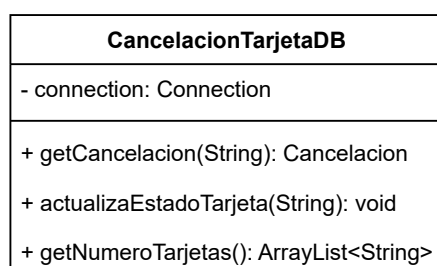 CancelacionTarjetaDB
- connection: Connection
+ getCancelacion(String): Cancelacion
+ actualizaEstadoTarjeta(String): void
+ getNumeroTarjetas(): ArrayList<String>